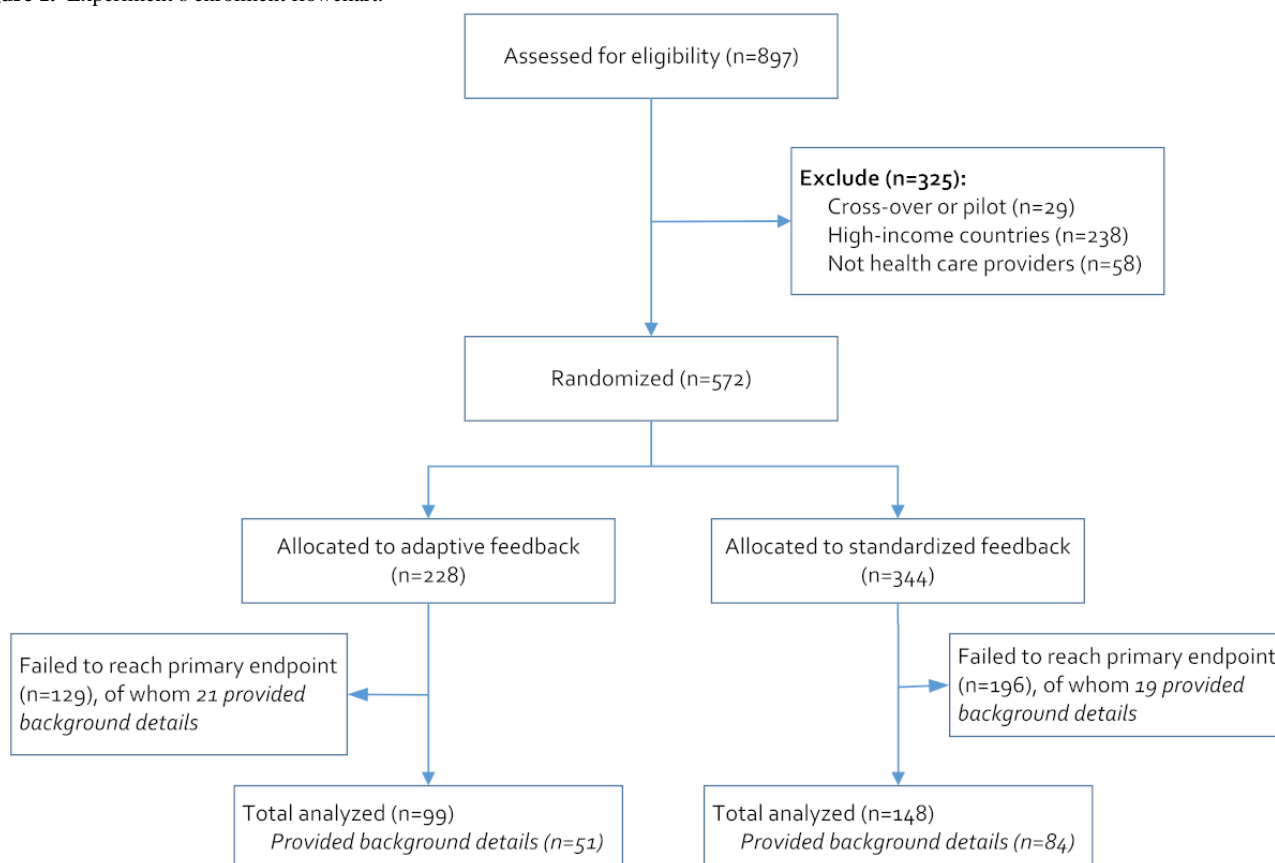 Assessed for eligibility (n=897)
Exclude (n=325):
Cross-over or pilot (n=29)
High-income countries (n=238)
Not health care providers (n=58)
Randomized (n=572)
Allocated to adaptive feedback
(n=228)
Allocated to standardized feedback
(n=344)
Failed to reach primary endpoint
(n=129), of whom 21 provided
background details
Failed to reach primary endpoint
(n=196), of whom 19 provided
background details
Total analyzed (n=99)
Provided background details (n=51)
Total analyzed (n=148)
Provided background details (n=84)